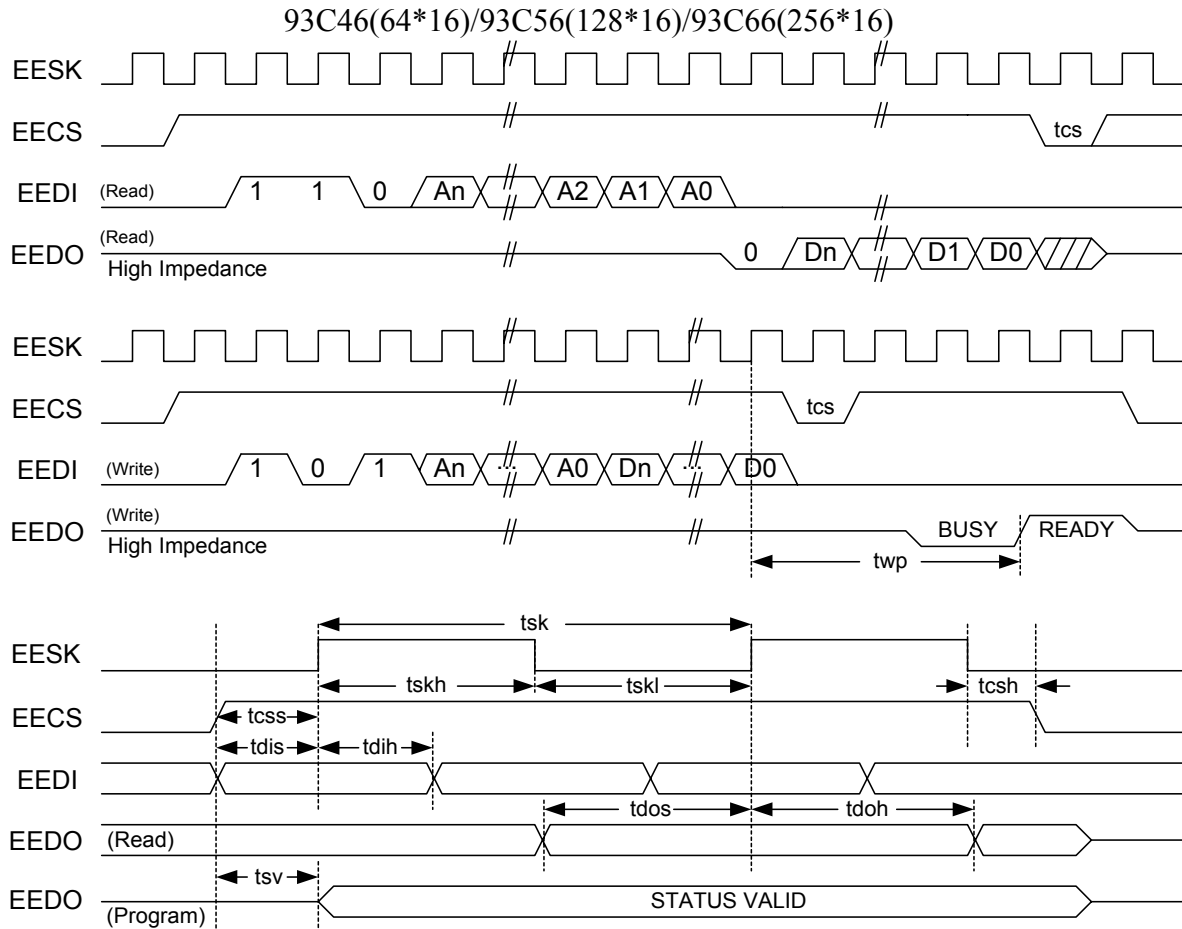 93C46(64*16)/93C56(128*16)/93C66(256*16)
EESK
EECS tcs
EEDI (Read) 1 1 0 An A2 A1 A0
EEDO (Read) High Impedance 0 Dn D1 D0
EESK
EECS tcs
EEDI (Write) 1 0 1 An ... A0 Dn ... D0
EEDO (Write) High Impedance BUSY READY
twp
tsk
EESK
tskh tskl tcsh
EECS tcss
tdis tdih
EEDI
tdos tdoh
EEDO (Read)
tsv
EEDO (Program) STATUS VALID